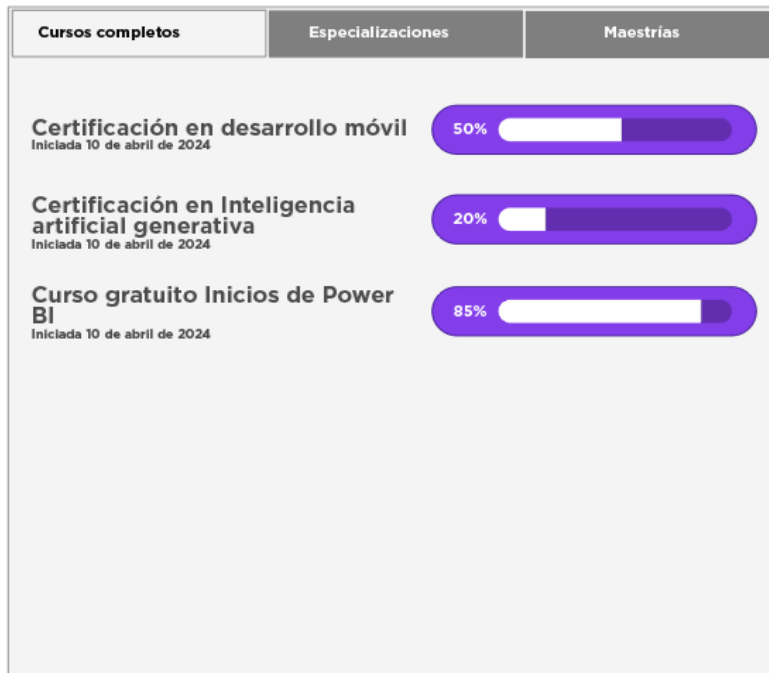 Cursos completos
Especializaciones
Maestrías
Certificación en desarrollo móvil
Iniciada 10 de abril de 2024
50%
Certificación en Inteligencia
artificial generativa
Iniciada 10 de abril de 2024
20%
Curso gratuito Inicios de Power
BI
Iniciada 10 de abril de 2024
85%